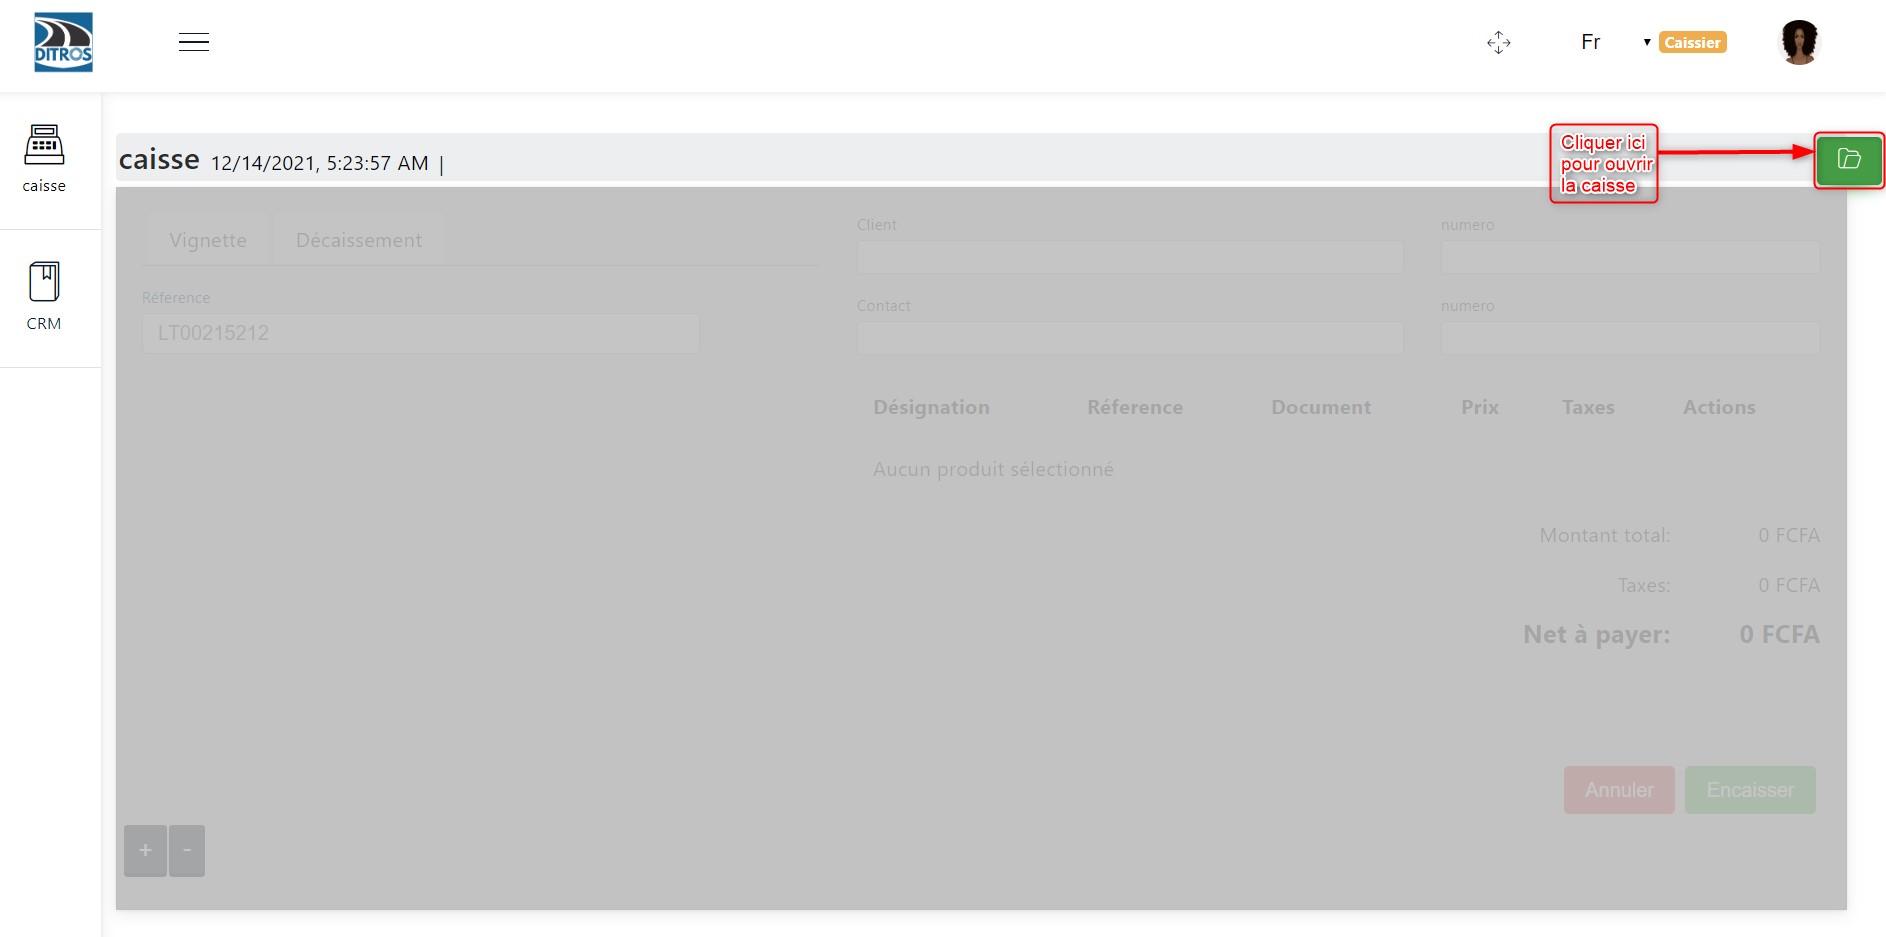 DITROS
Fr
▼ Caissier
caisse
CRM
caisse 12/14/2021, 5:23:57 AM |
Cliquer ici
pour ouvrir
la caisse
Vignette
Décaissement
Réference
LT00215212
Client
numero
Contact
numero
Désignation Réference Document Prix Taxes Actions
Aucun produit sélectionné
Montant total: 0 FCFA
Taxes: 0 FCFA
Net à payer: 0 FCFA
Annuler
Encaisser
+ -